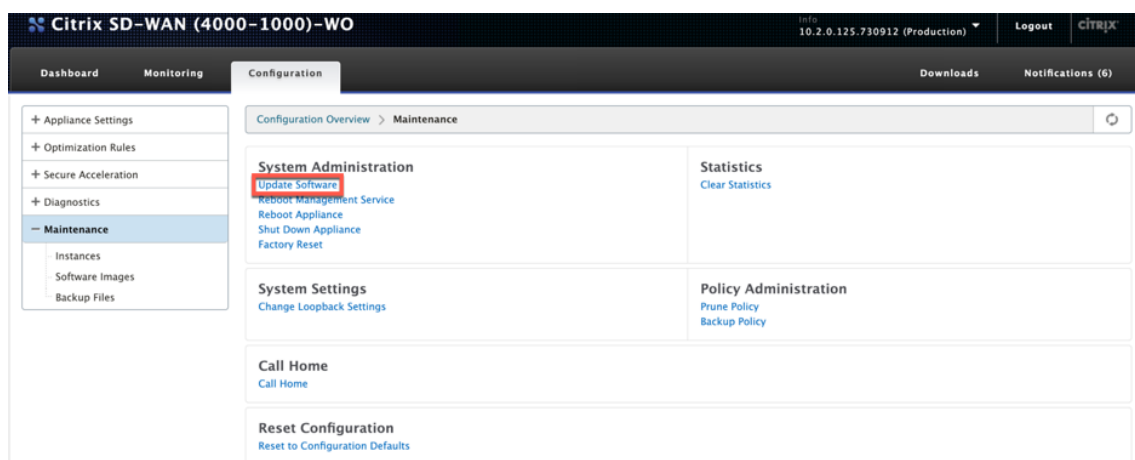 Citrix SD-WAN (4000-1000)-WO
Info
10.2.0.125.730912 (Production)
Logout
CITRIX
Dashboard
Monitoring
Configuration
Downloads
Notifications (6)
+ Appliance Settings
+ Optimization Rules
+ Secure Acceleration
+ Diagnostics
− Maintenance
Instances
Software Images
Backup Files
Configuration Overview > Maintenance
System Administration
Update Software
Reboot Management Service
Reboot Appliance
Shut Down Appliance
Factory Reset
Statistics
Clear Statistics
System Settings
Change Loopback Settings
Policy Administration
Prune Policy
Backup Policy
Call Home
Call Home
Reset Configuration
Reset to Configuration Defaults